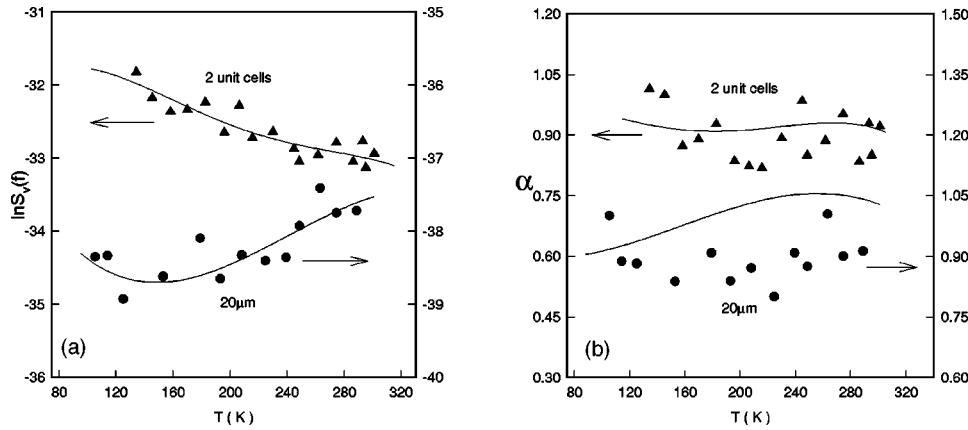 -31
-32
-33
-34
-35
-36
lnSv(f)
-35
-36
-37
-38
-39
-40
2 unit cells
20μm
(a)
80 120 160 200 240 280 320
T ( K )
1.20
1.05
0.90
0.75
0.60
0.45
0.30
α
1.50
1.35
1.20
1.05
0.90
0.75
0.60
2 unit cells
20μm
(b)
80 120 160 200 240 280 320
T ( K )